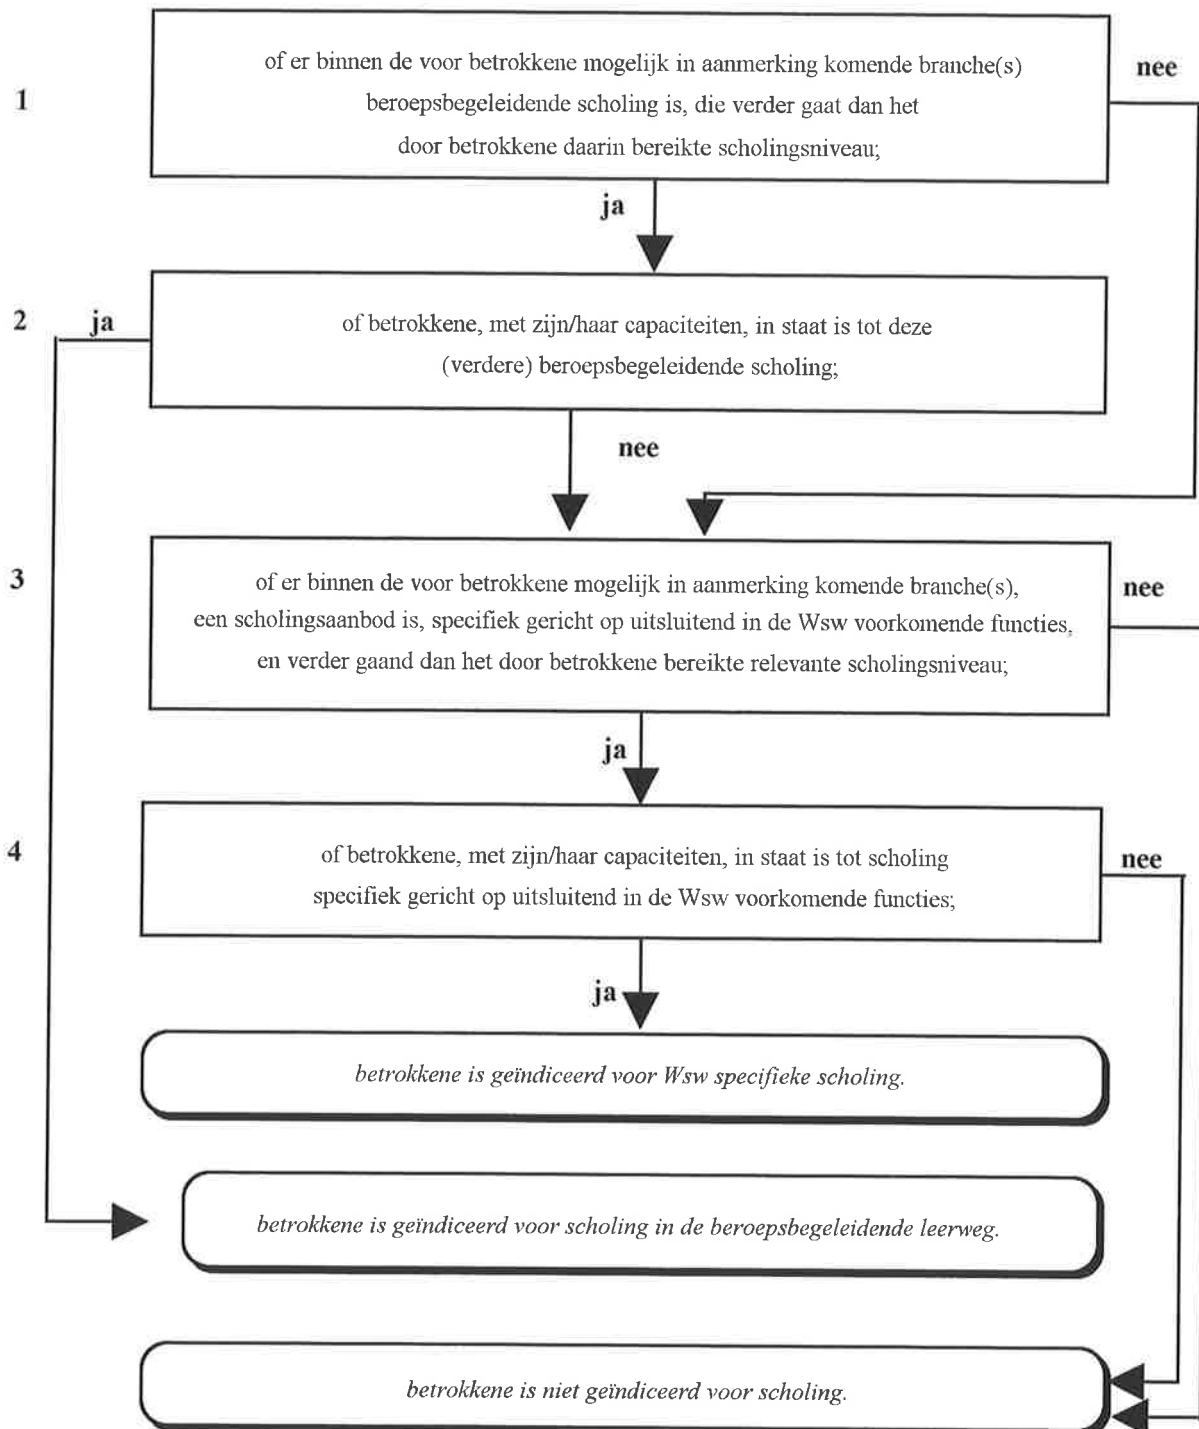 of er binnen de voor betrokkene mogelijk in aanmerking komende branche(s)
nee
1
beroepsbegeleidende scholing is, die verder gaat dan het
door betrokkene daarin bereikte scholingsniveau;
ja
2
ja
of betrokkene, met zijn/haar capaciteiten, in staat is tot deze
(verdere) beroepsbegeleidende scholing;
nee
3
of er binnen de voor betrokkene mogelijk in aanmerking komende branche(s),
nee
een scholingsaanbod is, specifiek gericht op uitsluitend in de Wsw voorkomende functies,
en verder gaand dan het door betrokkene bereikte relevante scholingsniveau;
ja
4
of betrokkene, met zijn/haar capaciteiten, in staat is tot scholing
nee
specifiek gericht op uitsluitend in de Wsw voorkomende functies;
ja
betrokkene is geïndiceerd voor Wsw specifieke scholing.
betrokkene is geïndiceerd voor scholing in de beroepsbegeleidende leerweg.
betrokkene is niet geïndiceerd voor scholing.